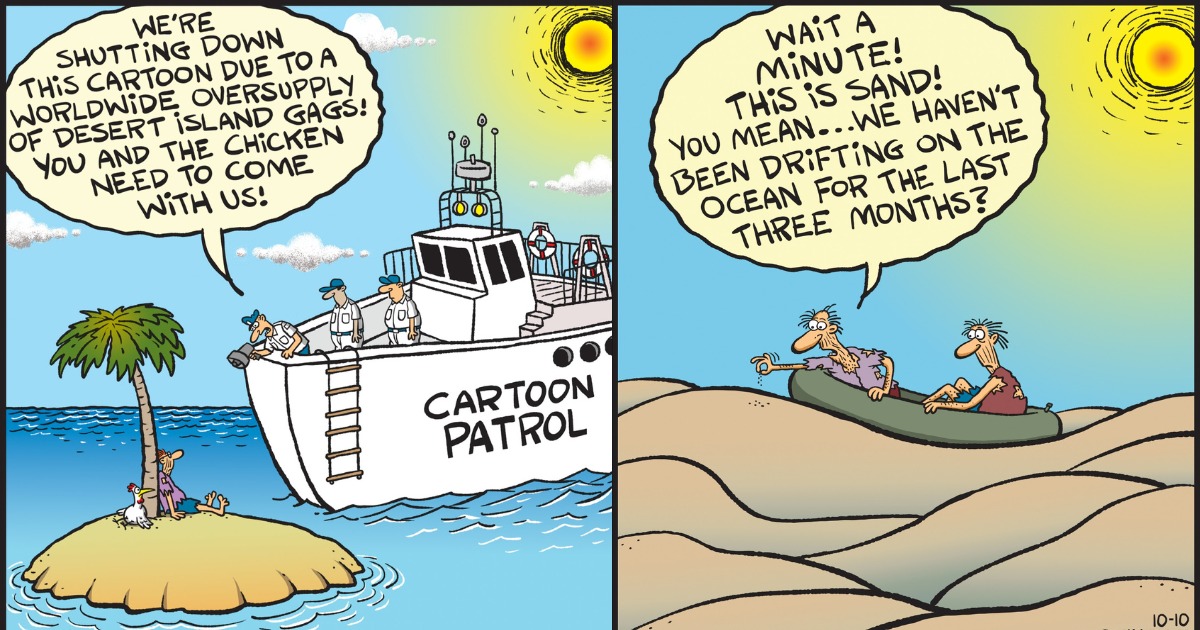 WE'RE
SHUTTING DOWN
THIS CARTOON DUE TO A
WORLDWIDE OVERSUPPLY
OF DESERT ISLAND GAGS!
YOU AND THE CHICKEN
NEED TO COME
WITH US!
CARTOON
PATROL
WAIT A
MINUTE!
THIS IS SAND!
YOU MEAN...WE HAVEN'T
BEEN DRIFTING ON THE
OCEAN FOR THE LAST
THREE MONTHS?
10-10